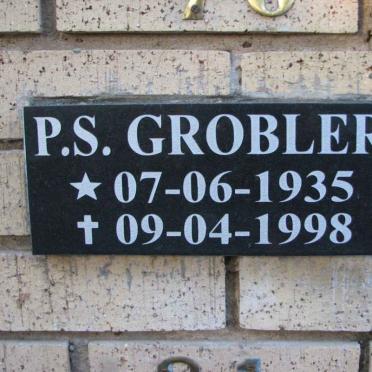 P.S. GROBLER
★ 07-06-1935
✝ 09-04-1998